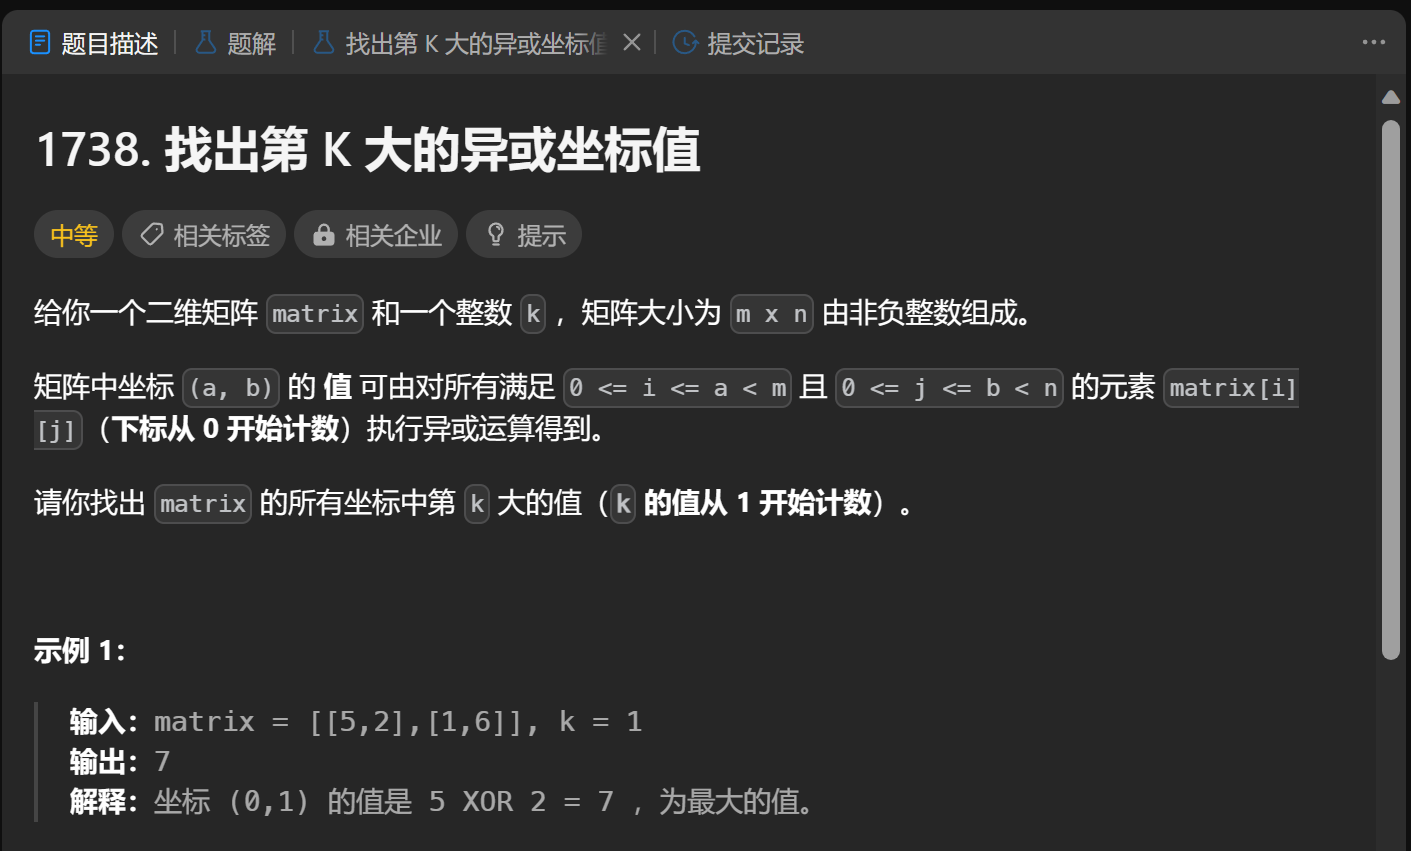 题目描述 题解 找出第 K 大的异或坐标值 提交记录
1738. 找出第 K 大的异或坐标值
中等 相关标签 相关企业 提示
给你一个二维矩阵 matrix 和一个整数 k ，矩阵大小为 m x n 由非负整数组成。
矩阵中坐标 (a, b) 的 值 可由对所有满足 0 <= i <= a < m 且 0 <= j <= b < n 的元素 matrix[i]
[j]（下标从 0 开始计数）执行异或运算得到。
请你找出 matrix 的所有坐标中第 k 大的值（k 的值从 1 开始计数）。
示例 1：
输入：matrix = [[5,2],[1,6]], k = 1
输出：7
解释：坐标 (0,1) 的值是 5 XOR 2 = 7 ，为最大的值。